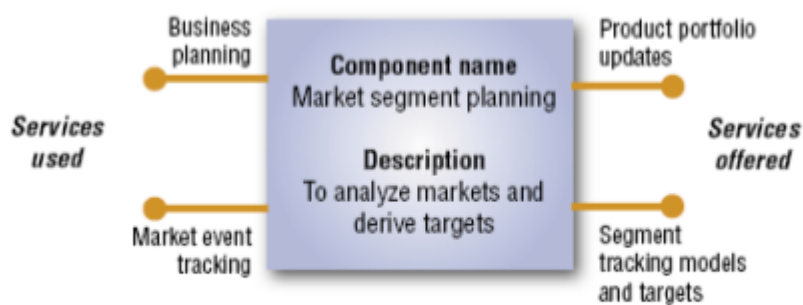 Business
planning
Services
used
Market event
tracking
Component name
Market segment planning
Description
To analyze markets and
derive targets
Product portfolio
updates
Services
offered
Segment
tracking models
and targets